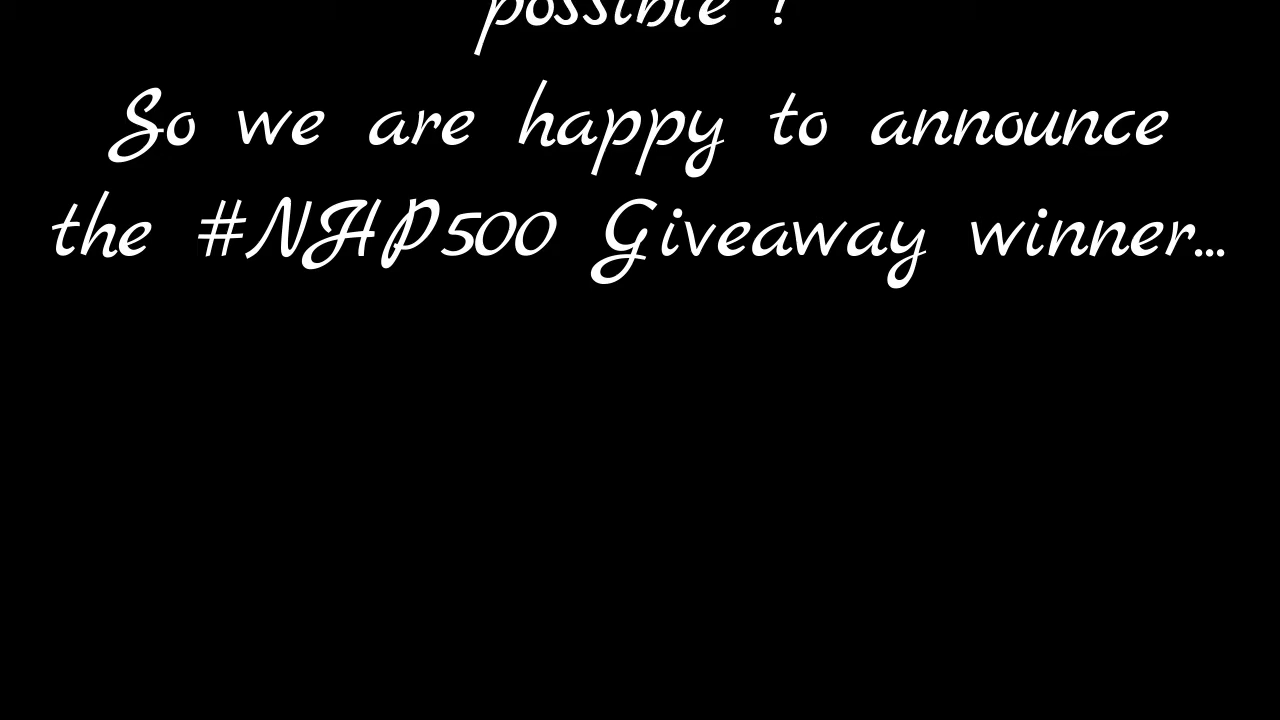 possible !
So we are happy to announce
the #NHP500 Giveaway winner...